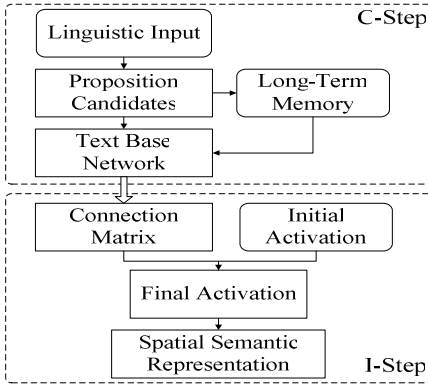 C-Step
Linguistic Input
Proposition
Candidates
Long-Term
Memory
Text Base
Network
Connection
Matrix
Initial
Activation
Final Activation
Spatial Semantic
Representation
I-Step